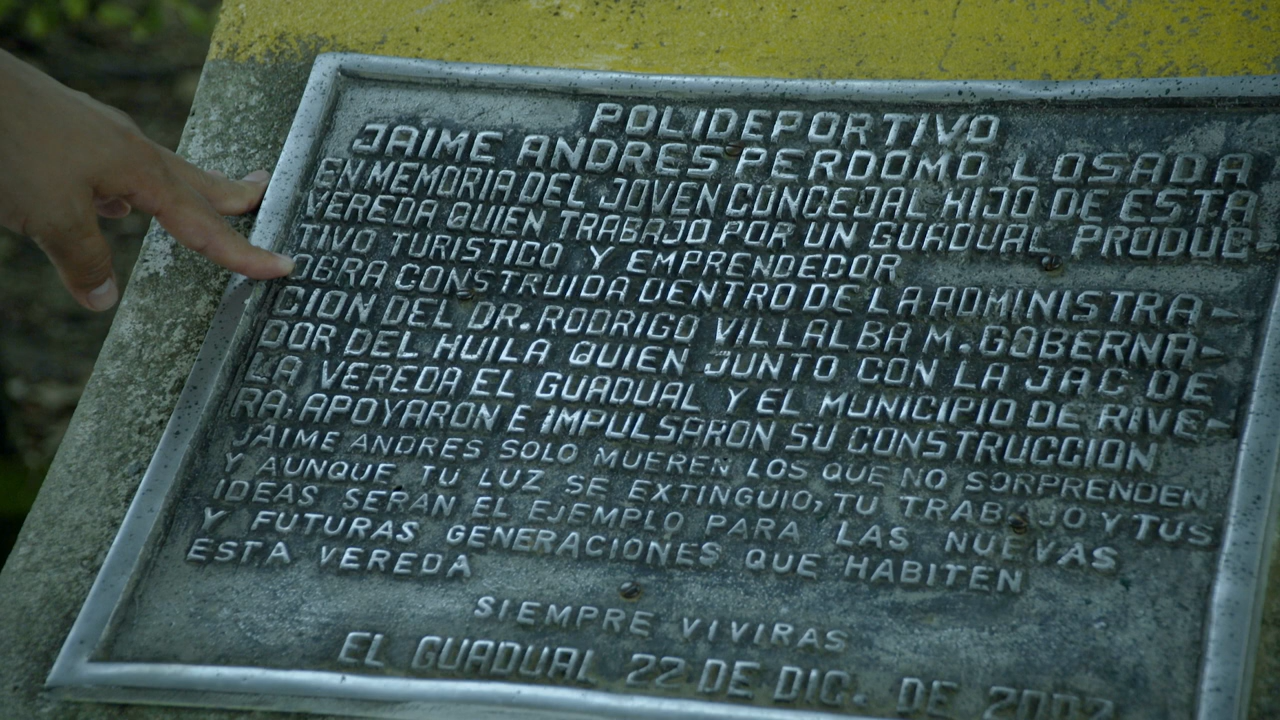 POLIDEPORTIVO
JAIME ANDRES PERDOMO LOSADA
EN MEMORIA DEL JOVEN CONCEJAL HIJO DE ESTA
VEREDA QUIEN TRABAJO POR UN GUADUAL PRODUC
TIVO TURISTICO Y EMPRENDEDOR
OBRA CONSTRUIDA DENTRO DE LA ADMINISTRA-
CION DEL DR. RODRIGO VILLALBA M. GOBERNA-
DOR DEL HUILA QUIEN JUNTO CON LA JAC DE
LA VEREDA EL GUADUAL Y EL MUNICIPIO DE RIVE-
RA, APOYARON E IMPULSARON SU CONSTRUCCION
JAIME ANDRES SOLO MUEREN LOS QUE NO SORPRENDEN
Y AUNQUE TU LUZ SE EXTINGUIO, TU TRABAJO Y TUS
IDEAS SERAN EL EJEMPLO PARA LAS NUEVAS
Y FUTURAS GENERACIONES QUE HABITEN
ESTA VEREDA
SIEMPRE VIVIRAS
EL GUADUAL 22 DE DIC. DE